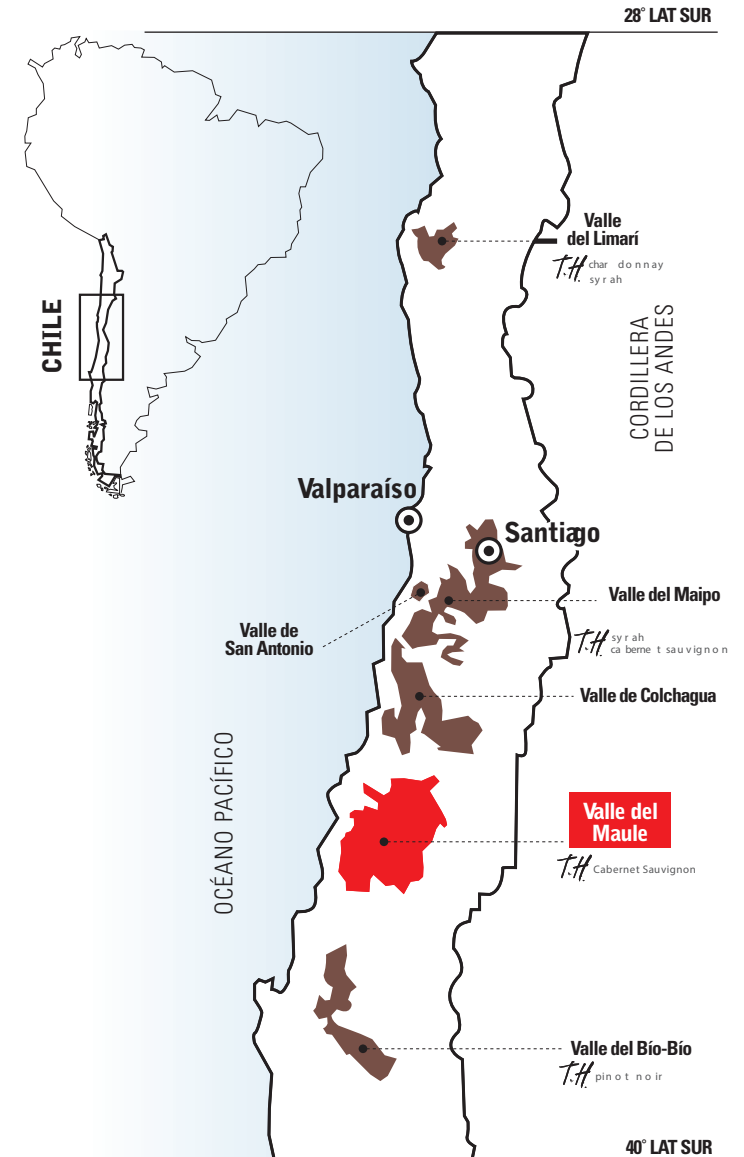 28° LAT SUR
Valle
del Limarí
T.H. chardonnay
syrah
CHILE
CORDILLERA
DE LOS ANDES
Valparaíso
Santiago
Valle del Maipo
Valle de
San Antonio
T.H. syrah
cabernet sauvignon
Valle de Colchagua
OCÉANO PACÍFICO
Valle del
Maule
T.H. Cabernet Sauvignon
Valle del Bío-Bío
T.H. pinot noir
40° LAT SUR